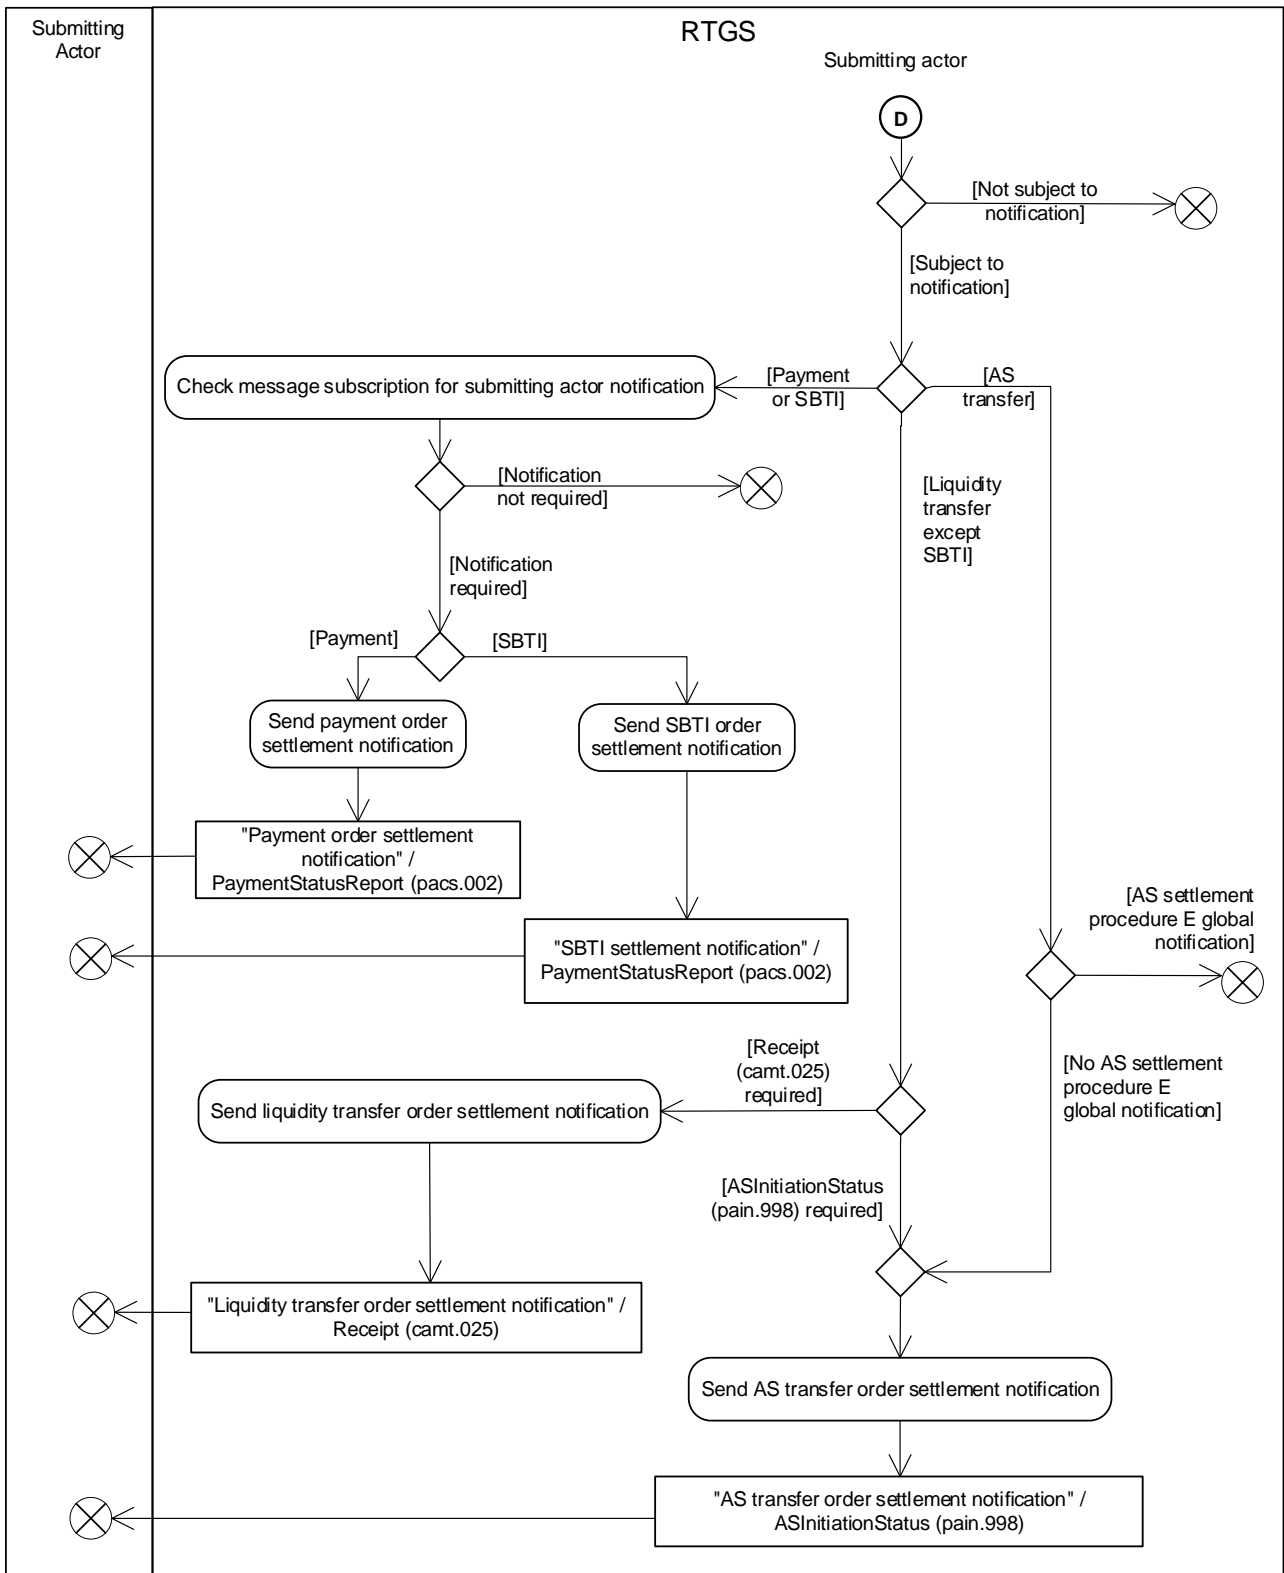 Submitting
Actor
RTGS
Submitting actor
D
[Not subject to
notification]
[Subject to
notification]
Check message subscription for submitting actor notification
[Payment
or SBTI]
[AS
transfer]
[Notification
not required]
[Liquidity
transfer
except
SBTI]
[Notification
required]
[Payment]
[SBTI]
Send payment order
settlement notification
Send SBTI order
settlement notification
"Payment order settlement
notification" /
PaymentStatusReport (pacs.002)
[AS settlement
procedure E global
notification]
"SBTI settlement notification" /
PaymentStatusReport (pacs.002)
[Receipt
(camt.025)
required]
[No AS settlement
procedure E
global notification]
Send liquidity transfer order settlement notification
[ASInitiationStatus
(pain.998) required]
"Liquidity transfer order settlement notification" /
Receipt (camt.025)
Send AS transfer order settlement notification
"AS transfer order settlement notification" /
ASInitiationStatus (pain.998)